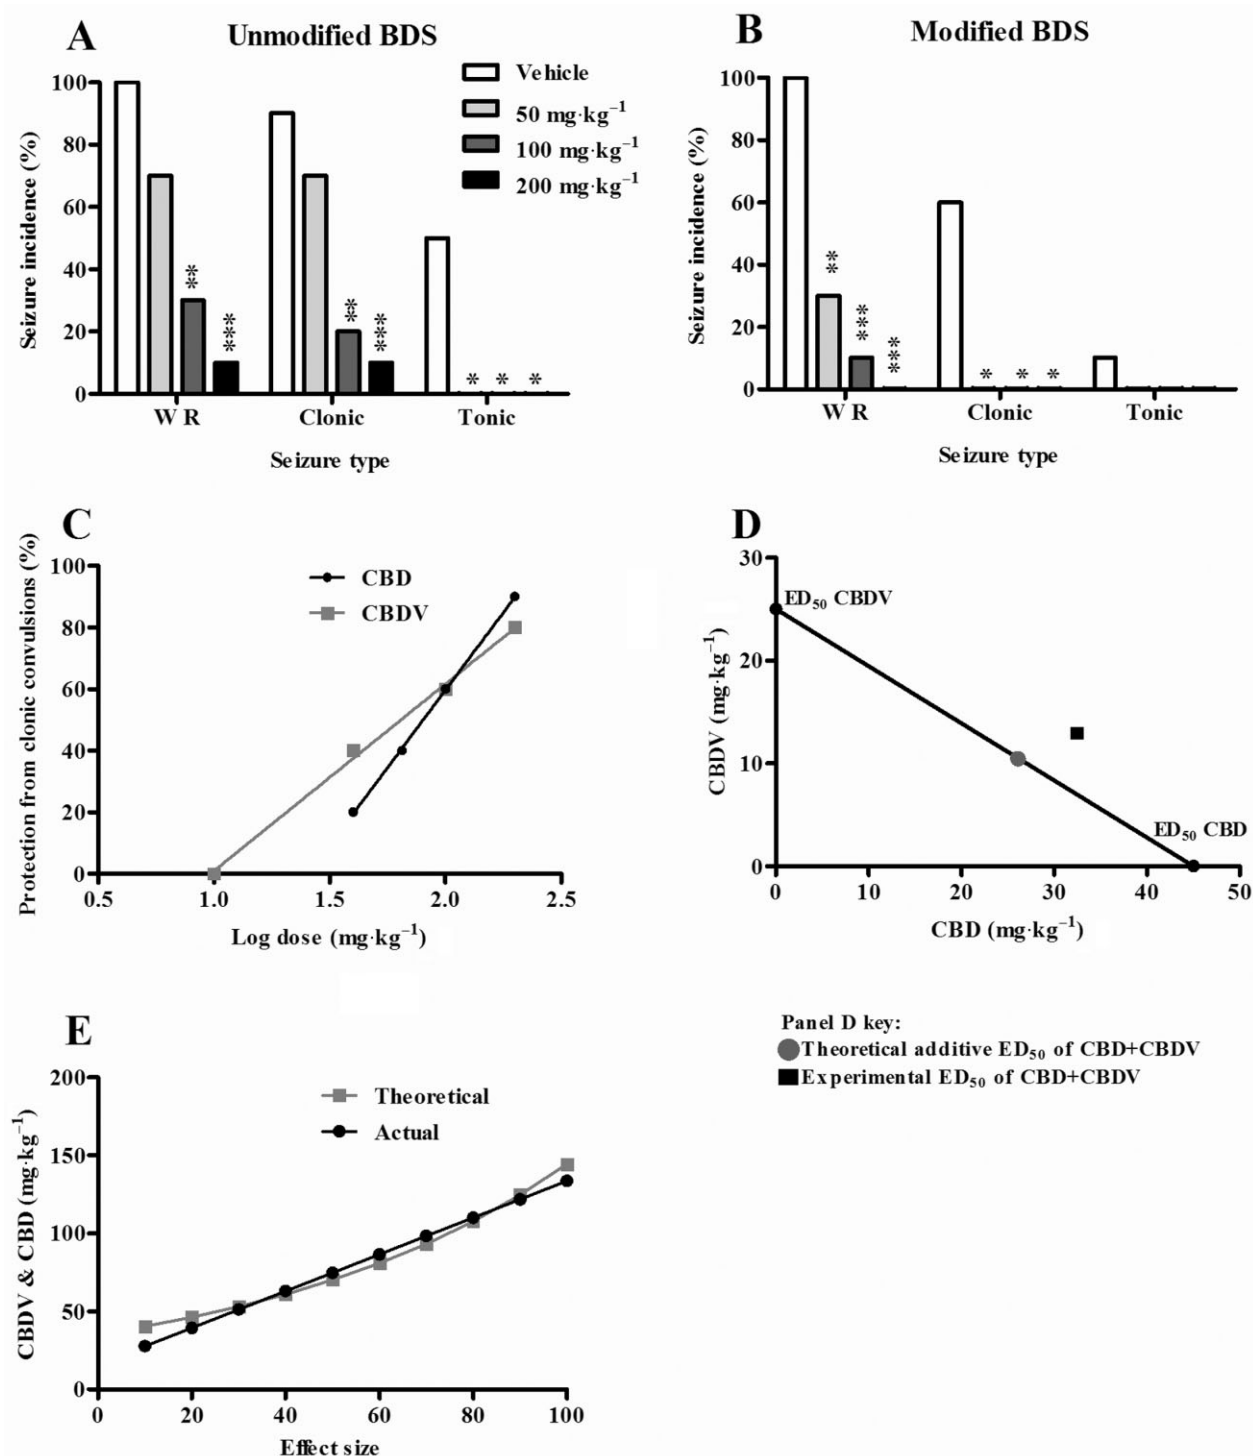 A
Unmodified BDS
Vehicle
50 mg·kg⁻¹
100 mg·kg⁻¹
200 mg·kg⁻¹
Seizure incidence (%)
100
80
60
40
20
0
**
***
**
***
* * *
W R Clonic Tonic
Seizure type
B
Modified BDS
Seizure incidence (%)
100
80
60
40
20
0
**
***
***
* * *
W R Clonic Tonic
Seizure type
C
Protection from clonic convulsions (%)
100
80
60
40
20
0
CBD
CBDV
0.5 1.0 1.5 2.0 2.5
Log dose (mg·kg⁻¹)
D
CBDV (mg·kg⁻¹)
30
20
10
0
ED₅₀ CBDV
ED₅₀ CBD
0 10 20 30 40 50
CBD (mg·kg⁻¹)
Panel D key:
Theoretical additive ED₅₀ of CBD+CBDV
Experimental ED₅₀ of CBD+CBDV
E
CBDV & CBD (mg·kg⁻¹)
200
150
100
50
0
Theoretical
Actual
0 20 40 60 80 100
Effect size